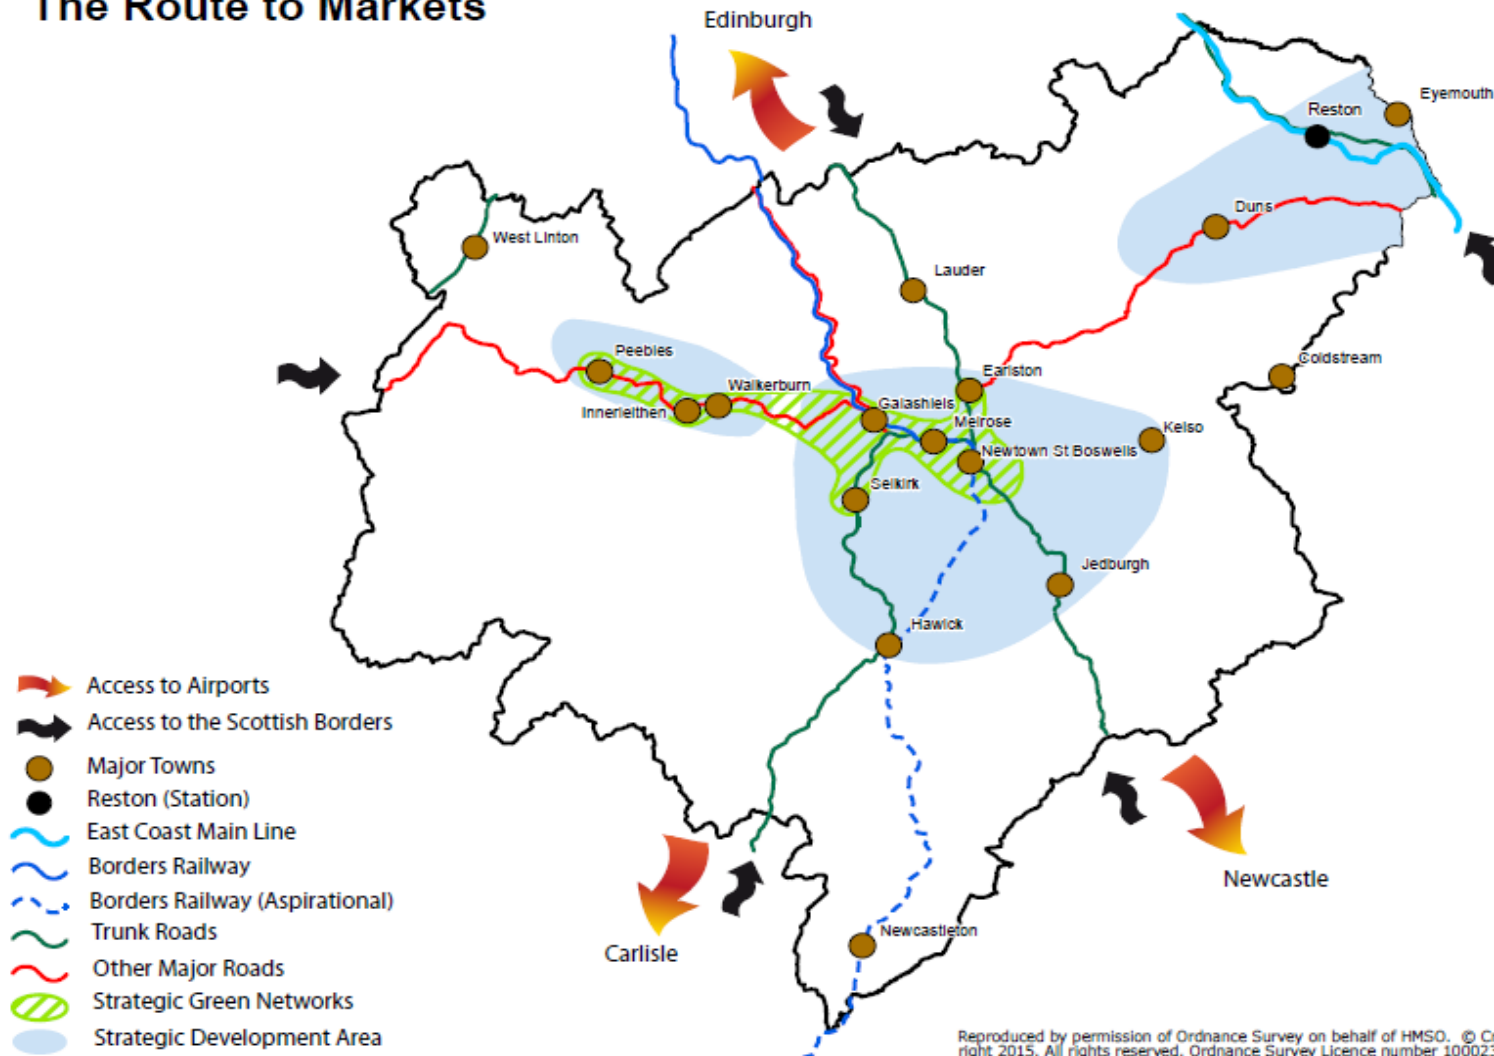 The Route to Markets
Edinburgh
Eyemouth
Reston
Duns
West Linton
Lauder
Coldstream
Peebles
Walkerburn
Earlston
Innerleithen
Galashiels
Melrose
Kelso
Newtown St Boswells
Selkirk
Jedburgh
Hawick
Access to Airports
Access to the Scottish Borders
Major Towns
Reston (Station)
East Coast Main Line
Borders Railway
Borders Railway (Aspirational)
Trunk Roads
Other Major Roads
Strategic Green Networks
Strategic Development Area
Newcastle
Carlisle
Newcastleton
Reproduced by permission of Ordnance Survey on behalf of HMSO. ©
right 2015. All rights reserved. Ordnance Survey Licence number